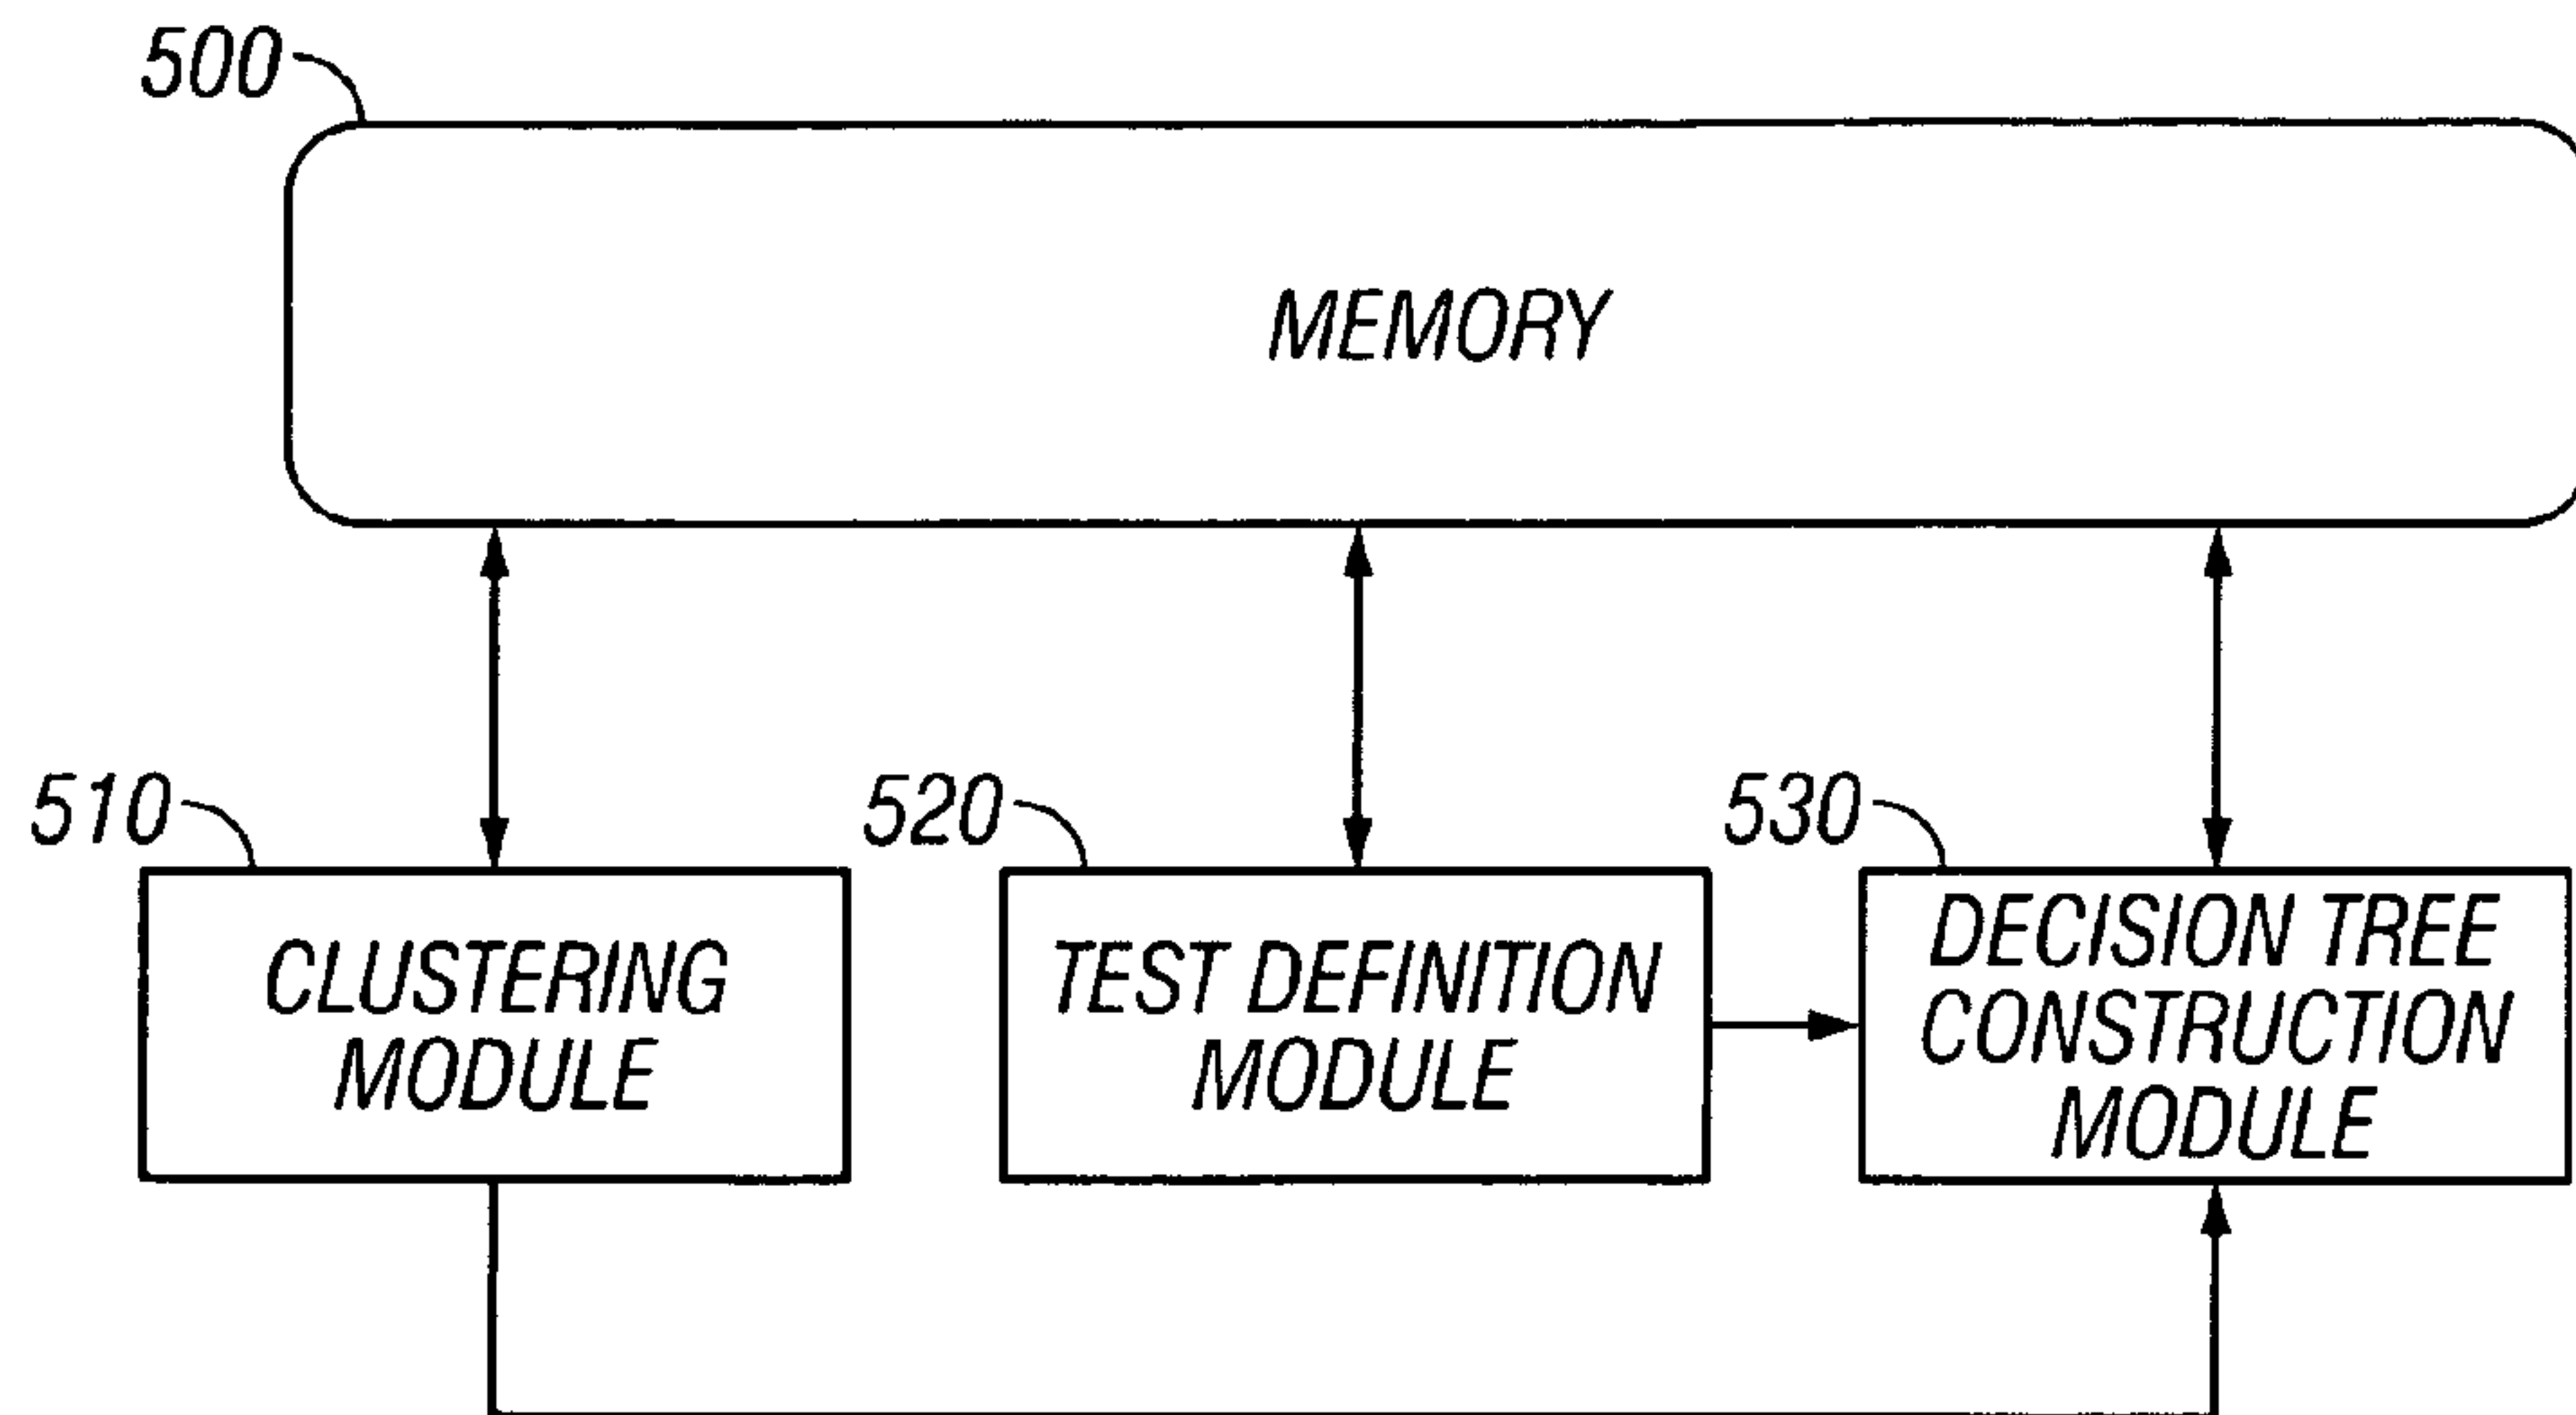 500
MEMORY
510
520
530
CLUSTERING
MODULE
TEST DEFINITION
MODULE
DECISION TREE
CONSTRUCTION
MODULE